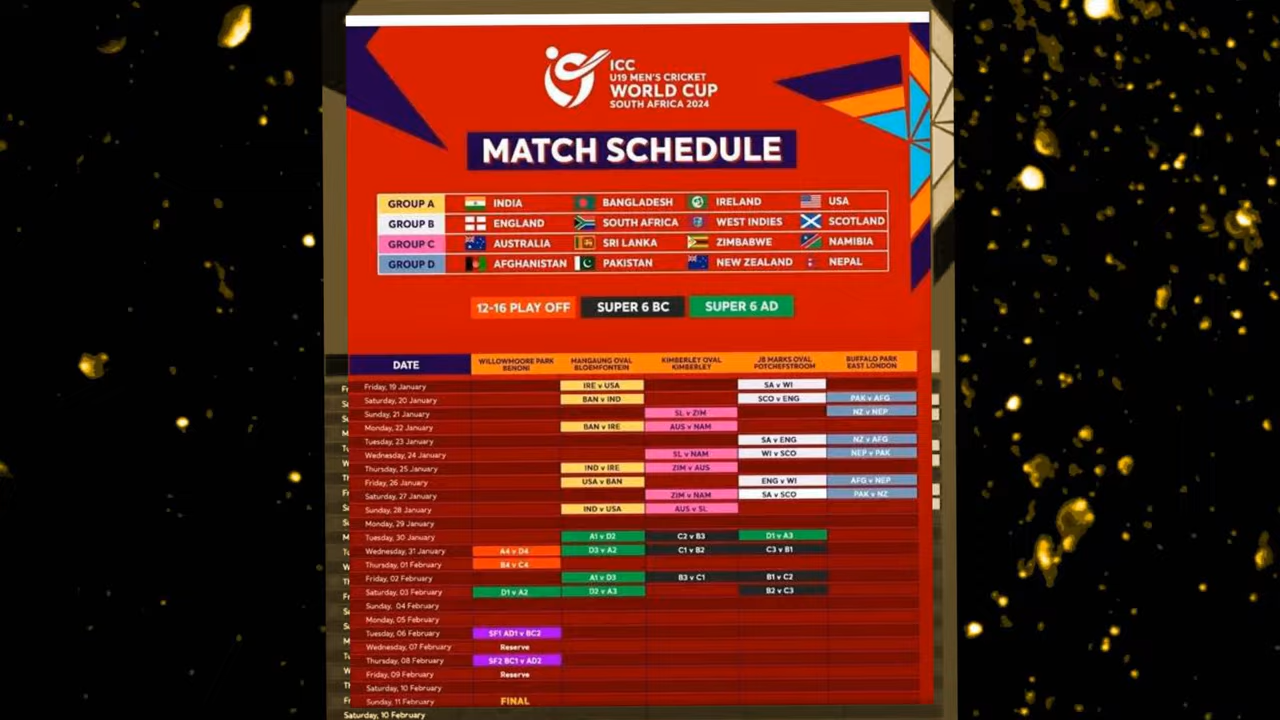 ICC
U19 MEN'S CRICKET
WORLD CUP
SOUTH AFRICA 2024
MATCH SCHEDULE
GROUP A INDIA BANGLADESH IRELAND USA
GROUP B ENGLAND SOUTH AFRICA WEST INDIES SCOTLAND
GROUP C AUSTRALIA SRI LANKA ZIMBABWE NAMIBIA
GROUP D AFGHANISTAN PAKISTAN NEW ZEALAND NEPAL
12-16 PLAY OFF SUPER 6 BC SUPER 6 AD
DATE WILLOWMOORE PARK BENONI MANGAUNG OVAL BLOEMFONTEIN KIMBERLEY OVAL KIMBERLEY JB MARKS OVAL POTCHEFSTROOM BUFFALO PARK EAST LONDON
Friday, 19 January IRE v USA SA v WI
Saturday, 20 January BAN v IND SCO v ENG PAK v AFG
Sunday, 21 January SL v ZIM NZ v NEP
Monday, 22 January BAN v IRE AUS v NAM
Tuesday, 23 January SA v ENG NZ v AFG
Wednesday, 24 January SL v NAM WI v SCO NEP v PAK
Thursday, 25 January IND v IRE ZIM v AUS
Friday, 26 January USA v BAN ENG v WI AFG v NEP
Saturday, 27 January ZIM v NAM SA v SCO PAK v NZ
Sunday, 28 January IND v USA AUS v SL
Monday, 29 January
Tuesday, 30 January A1 v D2 C2 v B3 D1 v A3
Wednesday, 31 January A4 v D4 D3 v A2 C1 v B2 C3 v B1
Thursday, 01 February B4 v C4
Friday, 02 February A1 v D3 B3 v C1 B1 v C2
Saturday, 03 February D1 v A2 D2 v A3 B2 v C3
Sunday, 04 February
Monday, 05 February
Tuesday, 06 February SF1 AD1 v BC2
Wednesday, 07 February Reserve
Thursday, 08 February SF2 BC1 v AD2
Friday, 09 February Reserve
Saturday, 10 February
Sunday, 11 February FINAL
Saturday, 10 February